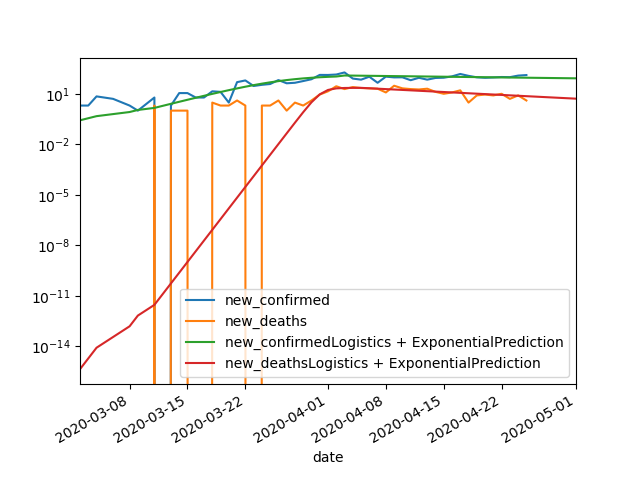 10^1
10^-2
10^-5
10^-8
10^-11
10^-14
new_confirmed
new_deaths
new_confirmedLogistics + ExponentialPrediction
new_deathsLogistics + ExponentialPrediction
2020-03-08
2020-03-15
2020-03-22
2020-04-01
2020-04-08
2020-04-15
2020-04-22
2020-05-01
date